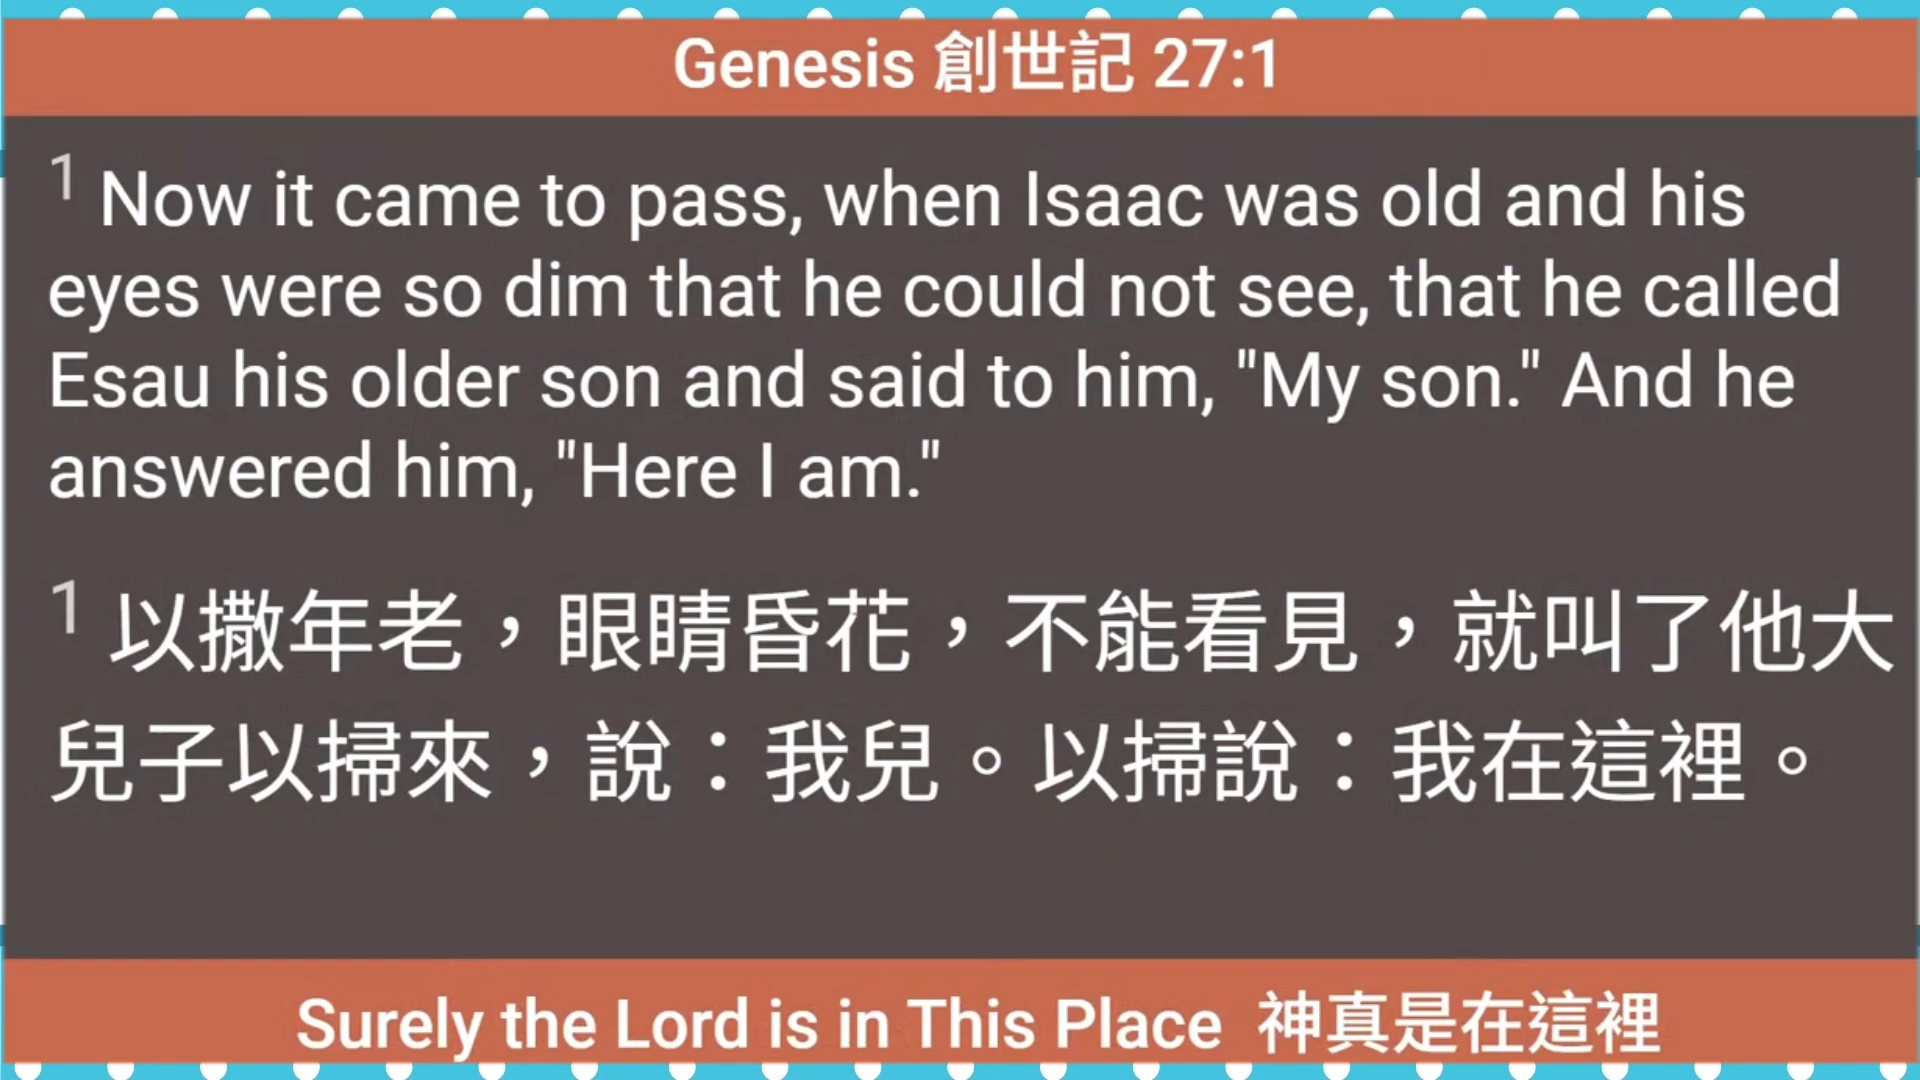 Genesis 創世記 27:1
1 Now it came to pass, when Isaac was old and his
eyes were so dim that he could not see, that he called
Esau his older son and said to him, "My son." And he
answered him, "Here I am."
1 以撒年老，眼睛昏花，不能看見，就叫了他大
兒子以掃來，說：我兒。以掃說：我在這裡。
Surely the Lord is in This Place 神真是在這裡